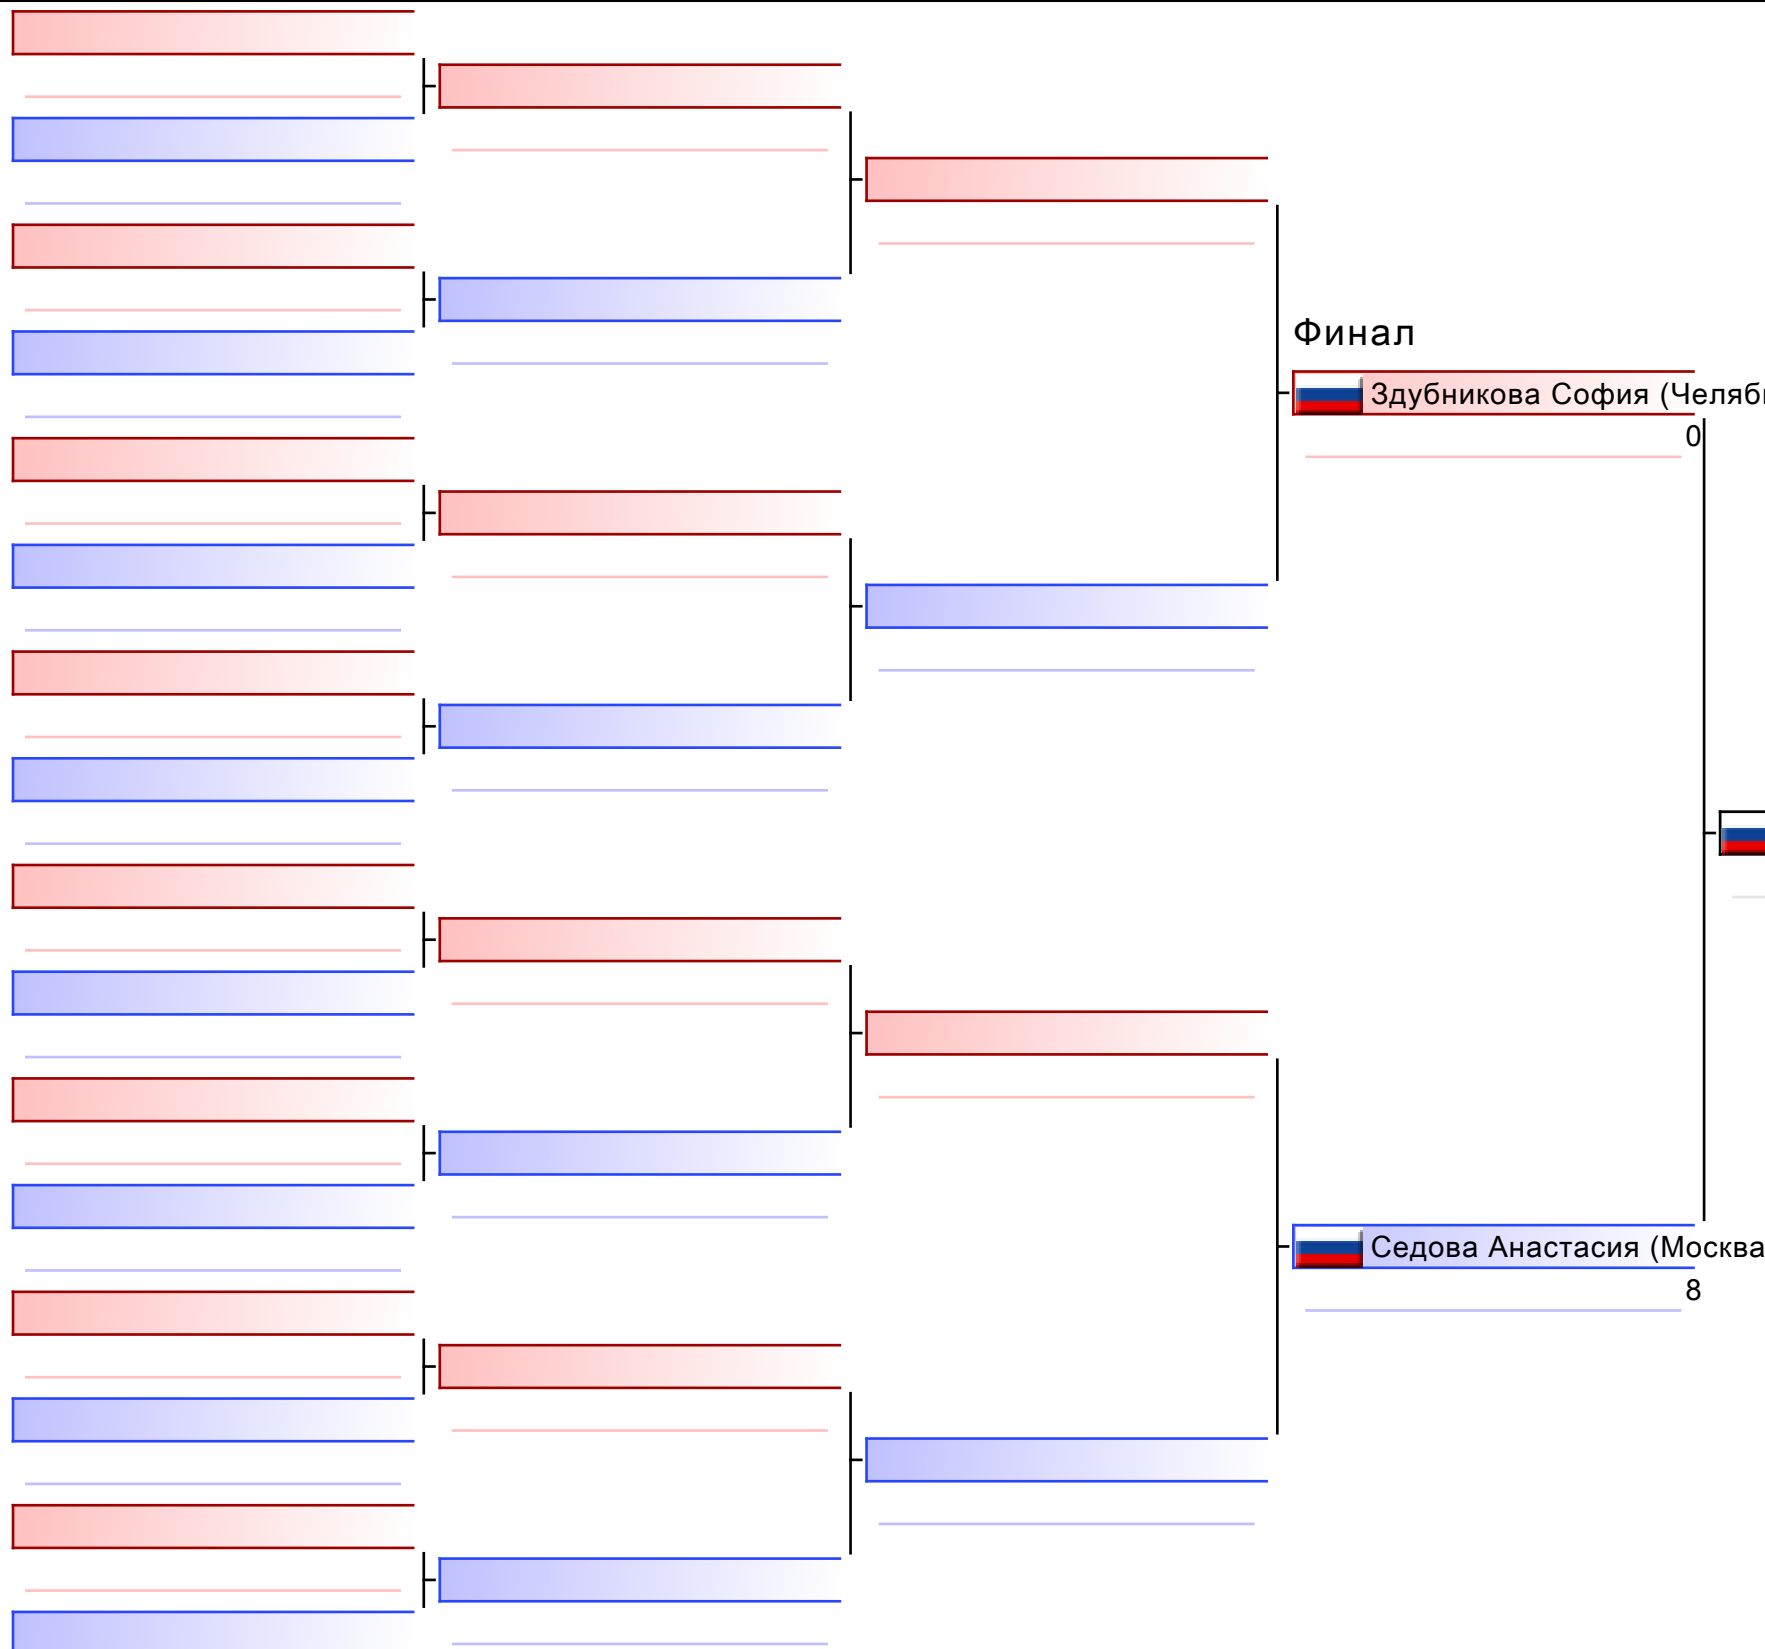 Финал
Здубникова София (Челяб
0
Седова Анастасия (Москва
8